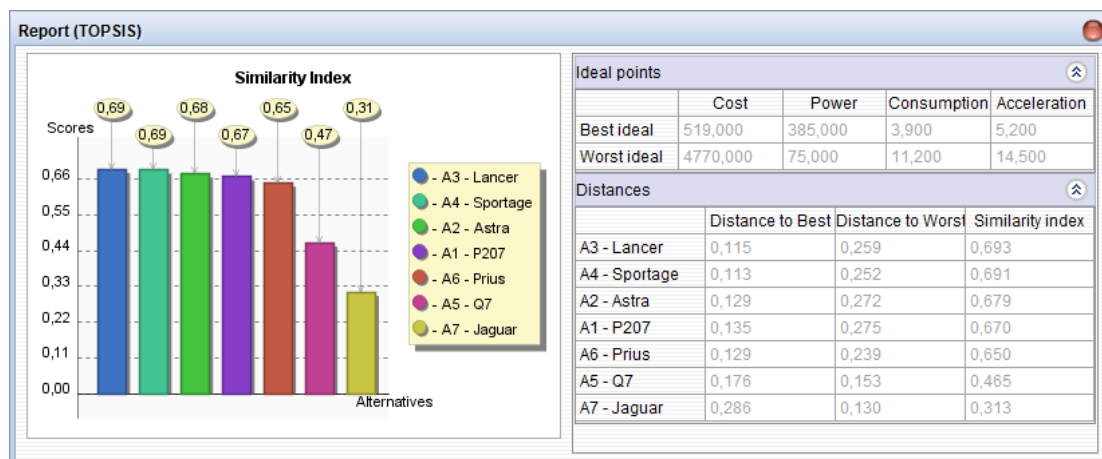 Report (TOPSIS)
Similarity Index
0,69 0,68 0,65 0,31
Scores 0,69 0,67 0,47
0,66
0,55
0,44
0,33
0,22
0,11
0,00
Alternatives
- A3 - Lancer
- A4 - Sportage
- A2 - Astra
- A1 - P207
- A6 - Prius
- A5 - Q7
- A7 - Jaguar
Ideal points
Cost Power Consumption Acceleration
Best ideal 519,000 385,000 3,900 5,200
Worst ideal 4770,000 75,000 11,200 14,500
Distances
Distance to Best Distance to Worst Similarity index
A3 - Lancer 0,115 0,259 0,693
A4 - Sportage 0,113 0,252 0,691
A2 - Astra 0,129 0,272 0,679
A1 - P207 0,135 0,275 0,670
A6 - Prius 0,129 0,239 0,650
A5 - Q7 0,176 0,153 0,465
A7 - Jaguar 0,286 0,130 0,313